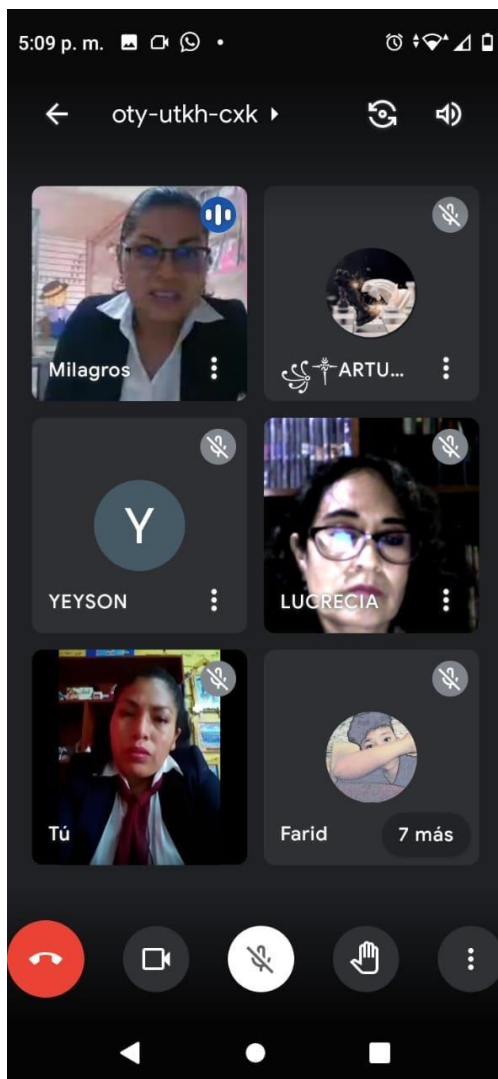 5:09 p. m.
oty-utkh-cxk
Milagros
ARTU...
Y
YEYSON
LUCRECIA
Tú
Farid
7 más